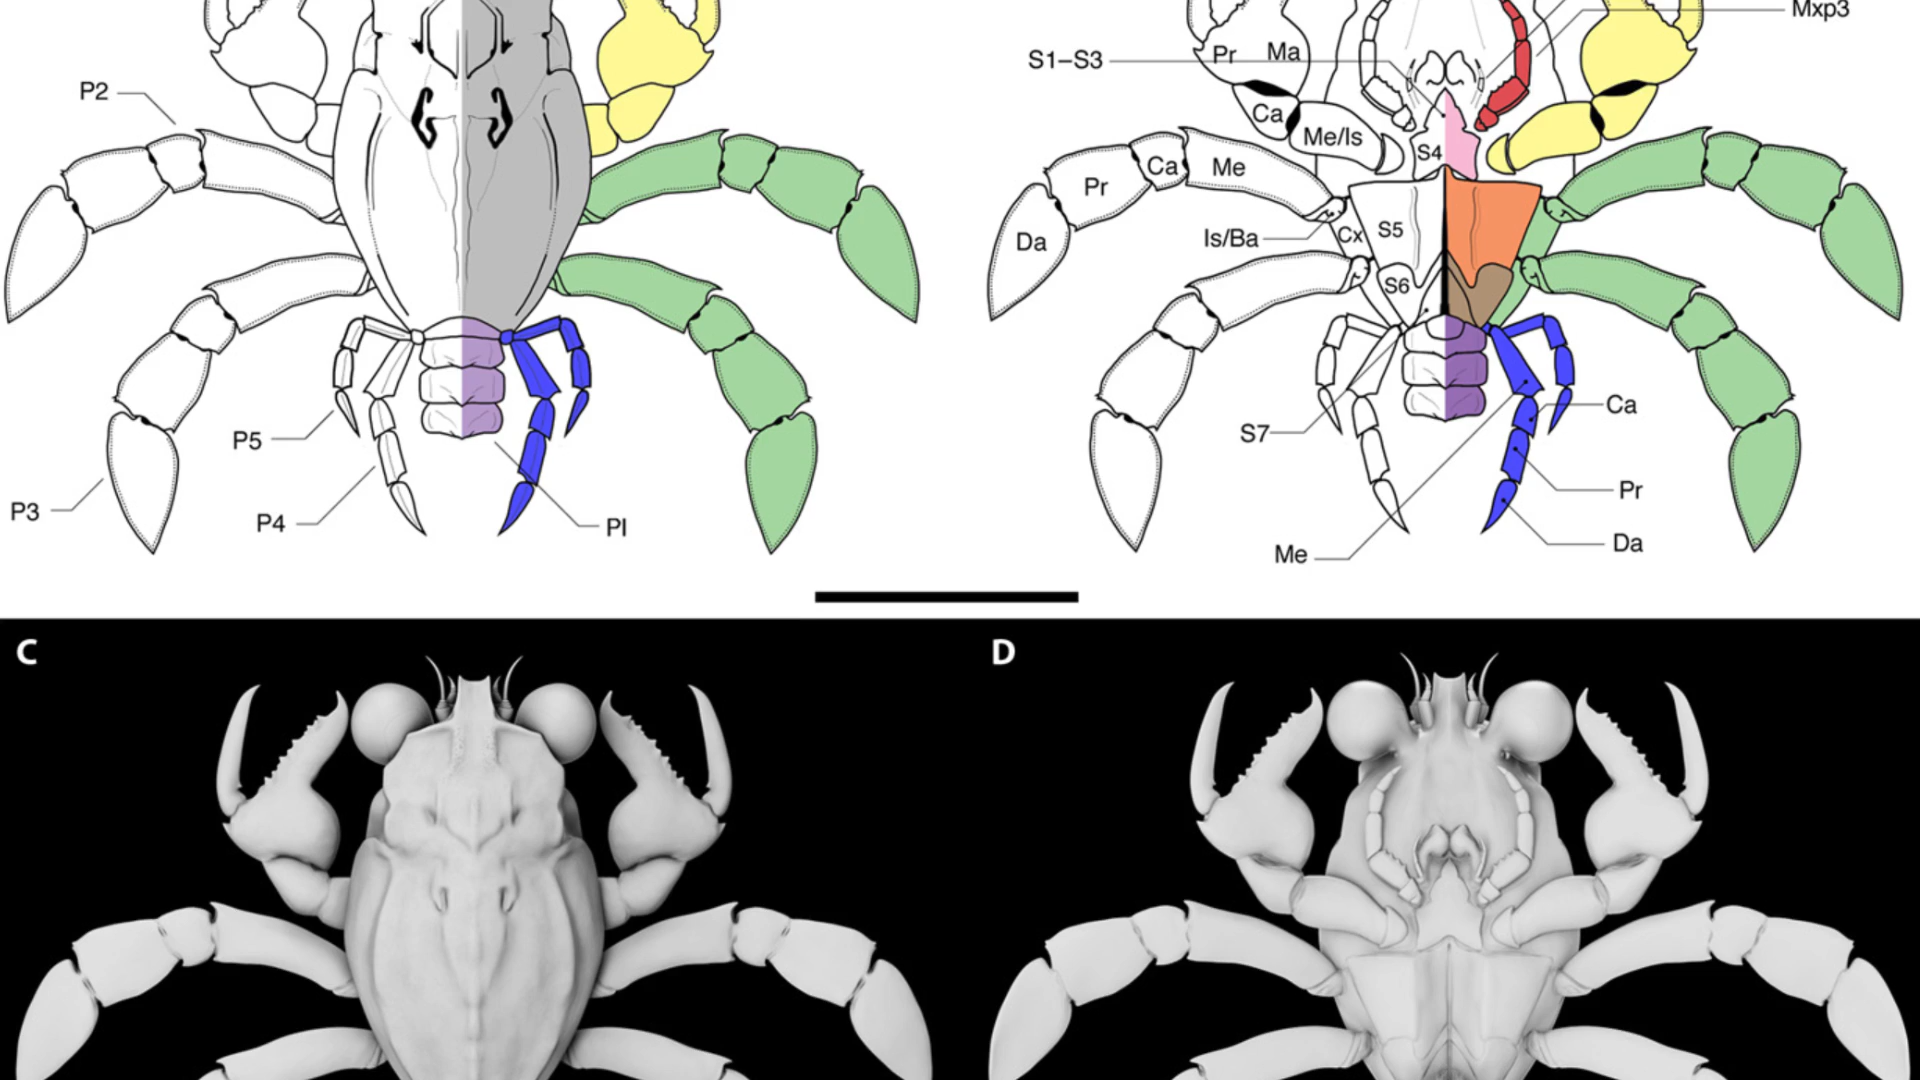 Mxp3
S1–S3
Pr
Ma
P2
Ca
Me/Is
S4
Pr
Ca
Me
Da
Is/Ba
Cx
S5
S6
P5
S7
Ca
P3
P4
Pl
Pr
Me
Da
C
D